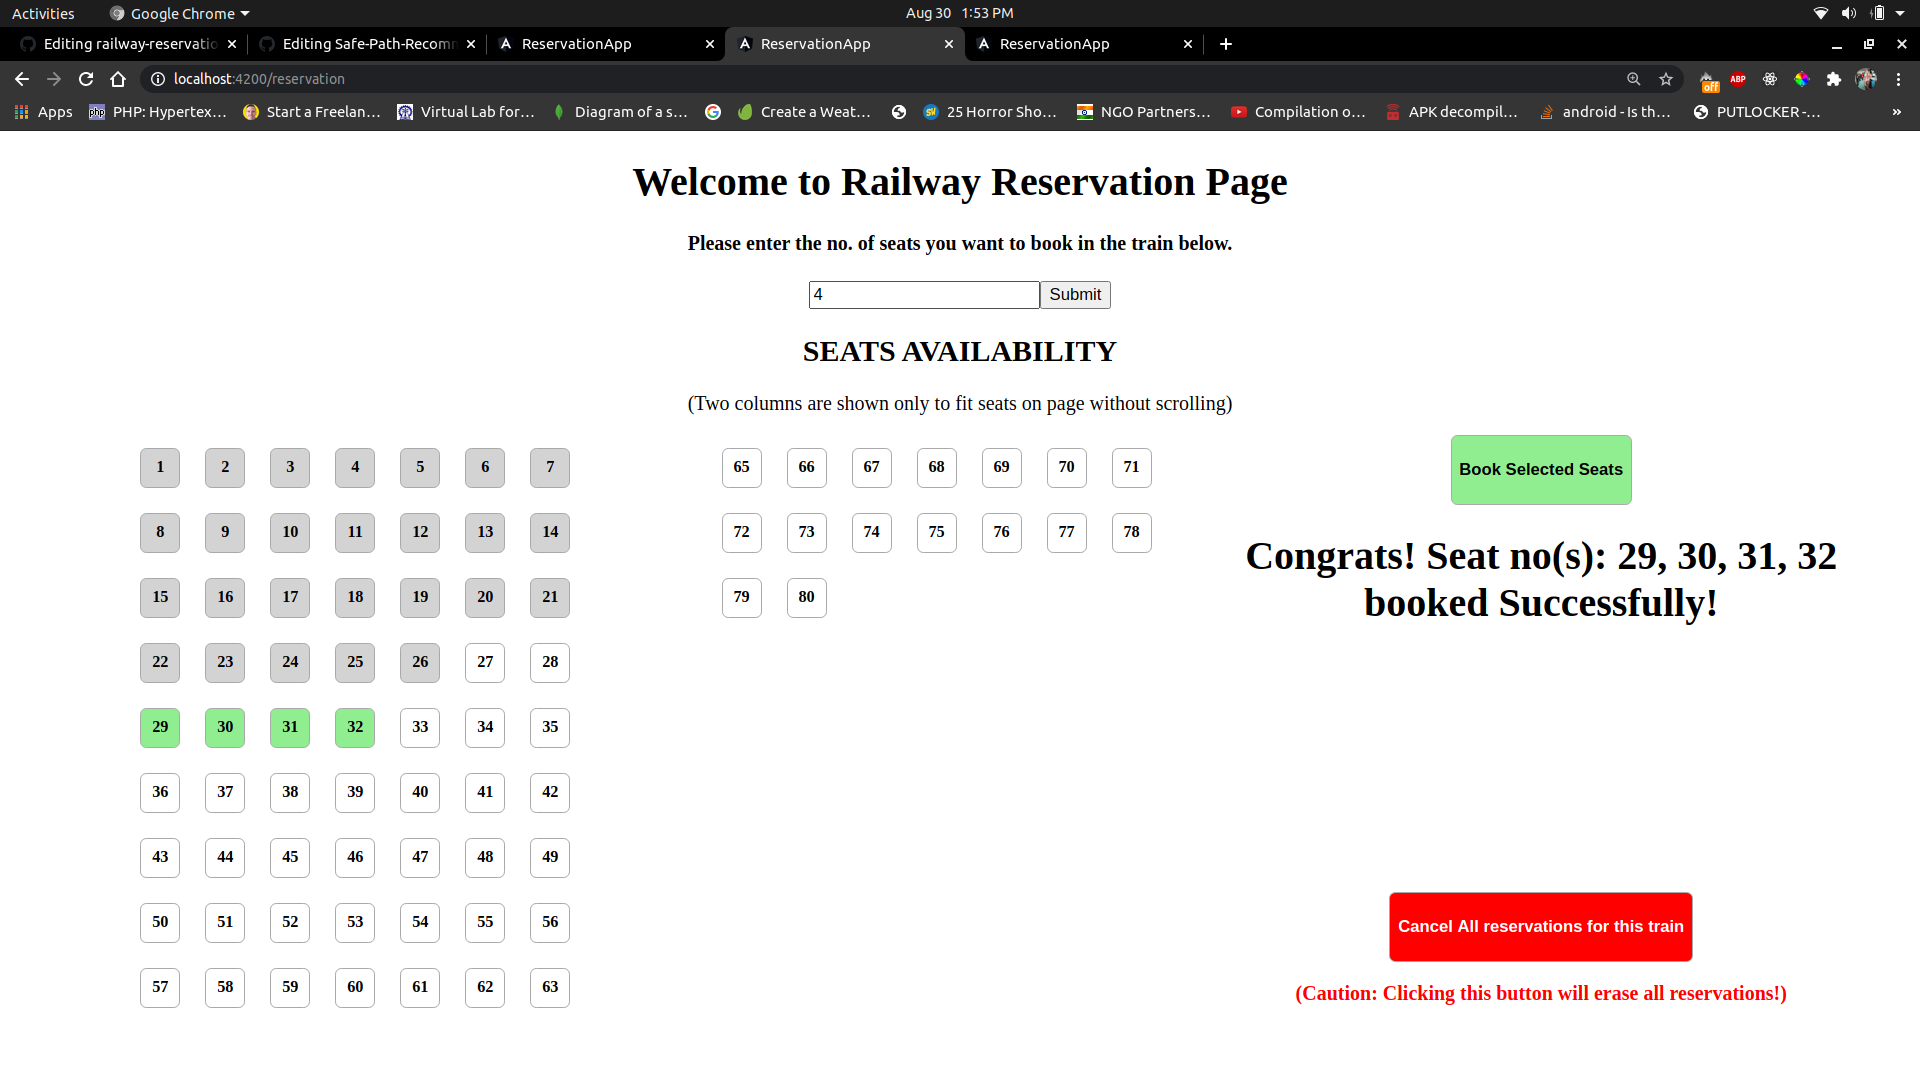 Activities Google Chrome Aug 30 1:53 PM
Editing railway-reservatio ReservationApp ReservationApp ReservationApp
Editing Safe-Path-Recom
localhost:4200/reservation
ABP
off
Apps PHP: Hypertex... Start a Freelan... Virtual Lab for... Diagram of a s... Create a Weat... 25 Horror Sho... NGO Partners... Compilation o... APK decompil... android - Is th... PUTLOCKER -... »
Welcome to Railway Reservation Page
Please enter the no. of seats you want to book in the train below.
4 Submit
SEATS AVAILABILITY
(Two columns are shown only to fit seats on page without scrolling)
1 2 3 4 5 6 7
8 9 10 11 12 13 14
15 16 17 18 19 20 21
22 23 24 25 26 27 28
29 30 31 32 33 34 35
36 37 38 39 40 41 42
43 44 45 46 47 48 49
50 51 52 53 54 55 56
57 58 59 60 61 62 63
65 66 67 68 69 70 71
72 73 74 75 76 77 78
79 80
Book Selected Seats
Congrats! Seat no(s): 29, 30, 31, 32
booked Successfully!
Cancel All reservations for this train
(Caution: Clicking this button will erase all reservations!)